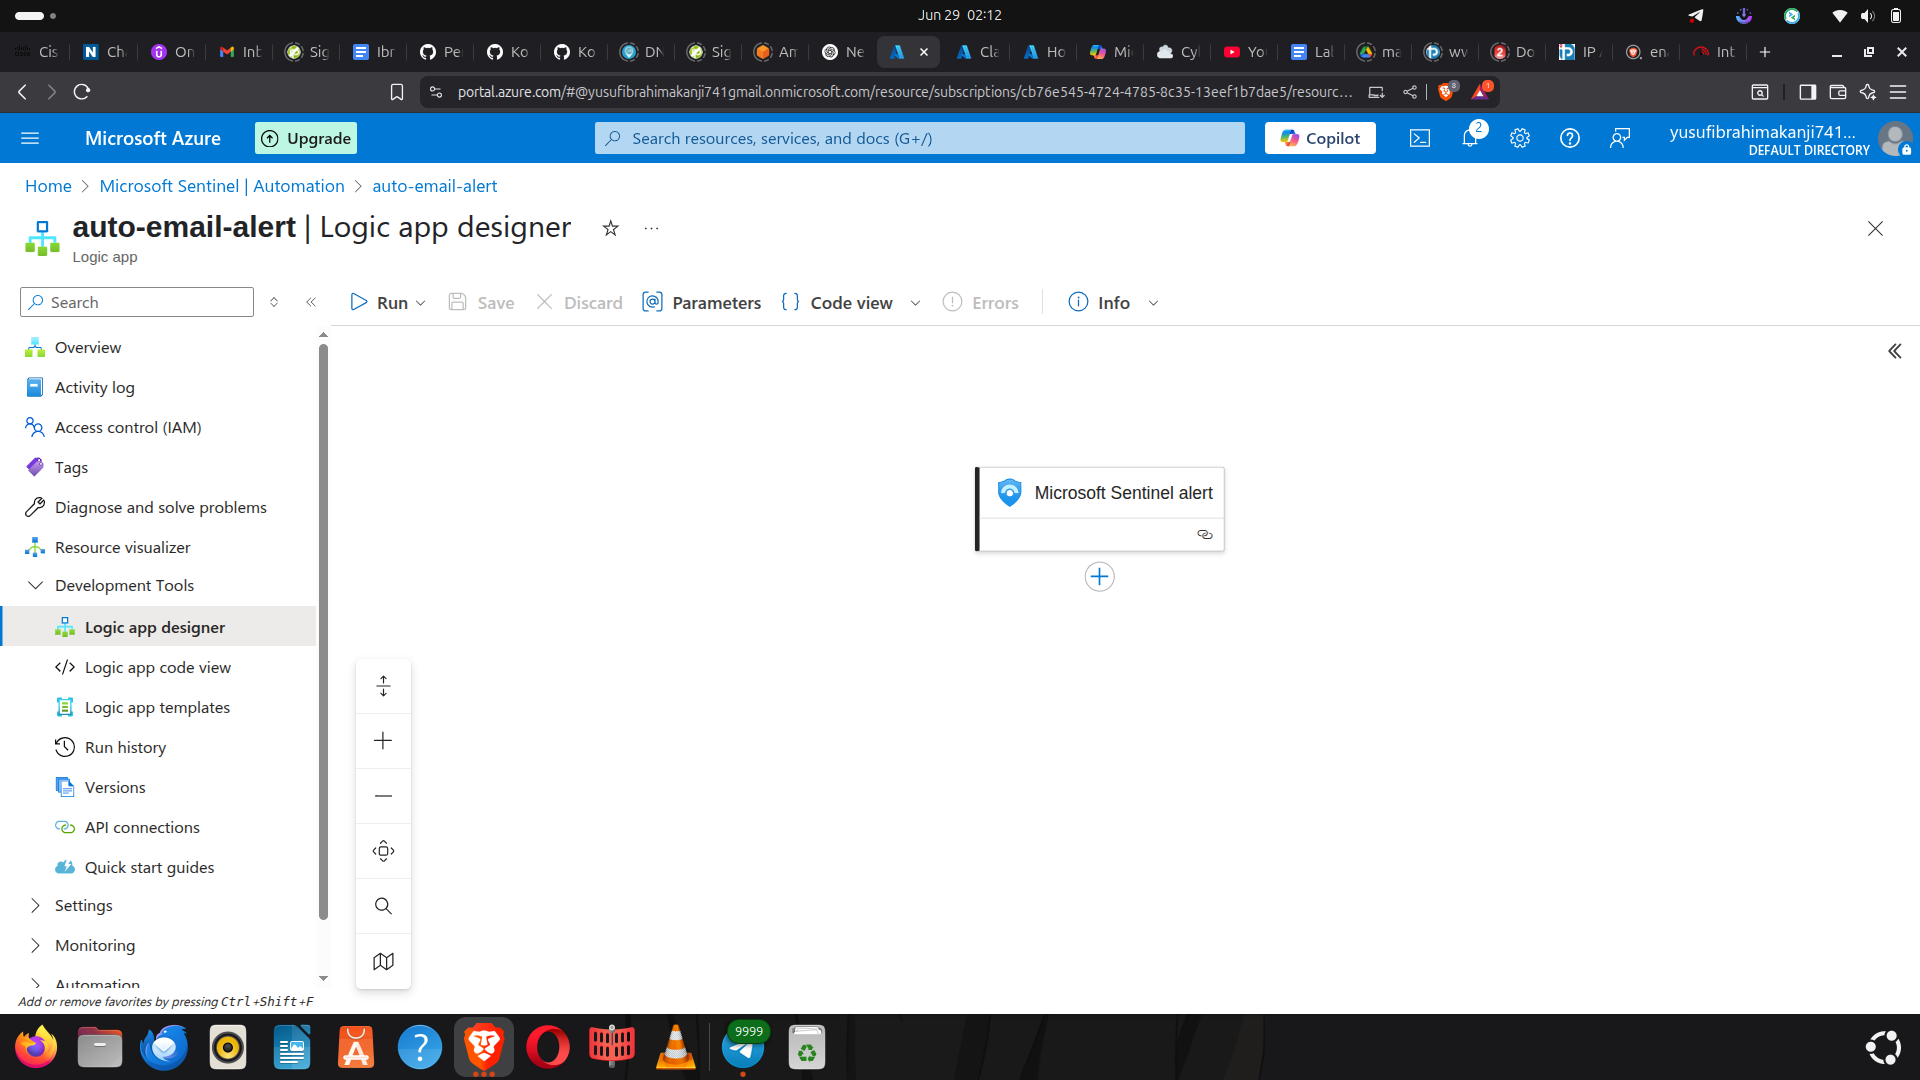 Jun 29 02:12
Cis
Cha
On
Inb
Sig
Ibr
Pe
Ko
Ko
DN
Sig
Am
Ne
Cla
Ho
Mi
Cyl
Yo
Lal
ma
wv
Do
IP
en
Int
portal.azure.com/#@yusufibrahimakanji741gmail.onmicrosoft.com/resource/subscriptions/cb76e545-4724-4785-8c35-13eef1b7dae5/resourc...
8
1
Microsoft Azure
Upgrade
Search resources, services, and docs (G+/)
Copilot
2
yusufibrahimakanji741...
DEFAULT DIRECTORY
Home
Microsoft Sentinel | Automation
auto-email-alert
auto-email-alert | Logic app designer
Logic app
Search
Run
Save
Discard
Parameters
Code view
Errors
Info
Overview
Activity log
Access control (IAM)
Tags
Diagnose and solve problems
Resource visualizer
Development Tools
Logic app designer
Logic app code view
Logic app templates
Run history
Versions
API connections
Quick start guides
Settings
Monitoring
Automation
Add or remove favorites by pressing Ctrl+Shift+F
Microsoft Sentinel alert
9999